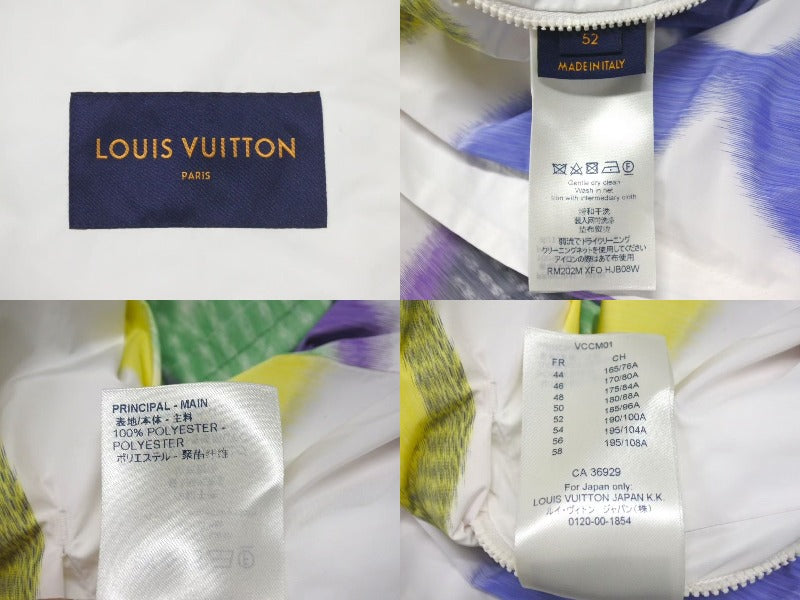 LOUIS VUITTON
PARIS
52
MADE IN ITALY
Gentle dry clean
Wash in net
Iron with intermediary cloth
缓和干洗
装入网可洗涤
垫布熨烫
弱流でドライクリーニング
クリーニングネットを使用してください
アイロンの際はあて布使用
RM202M XFO HJB08W
PRINCIPAL - MAIN
表地/本体 - 主料
100% POLYESTER -
POLYESTER
ポリエステル - 聚酯纤维
VCCM01
FR CH
44 165/76A
46 170/80A
48 175/84A
50 180/88A
52 185/96A
54 190/100A
56 195/104A
58 195/108A
CA 36929
For Japan only:
LOUIS VUITTON JAPAN K.K.
ルイ・ヴィトン ジャパン(株)
0120-00-1854